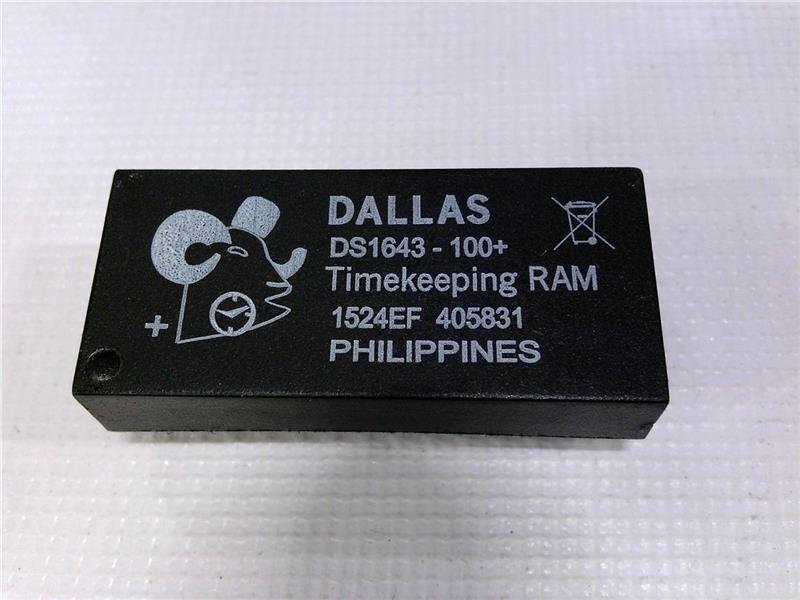 DALLAS
DS1643 - 100+
Timekeeping RAM
1524EF 405831
PHILIPPINES
+